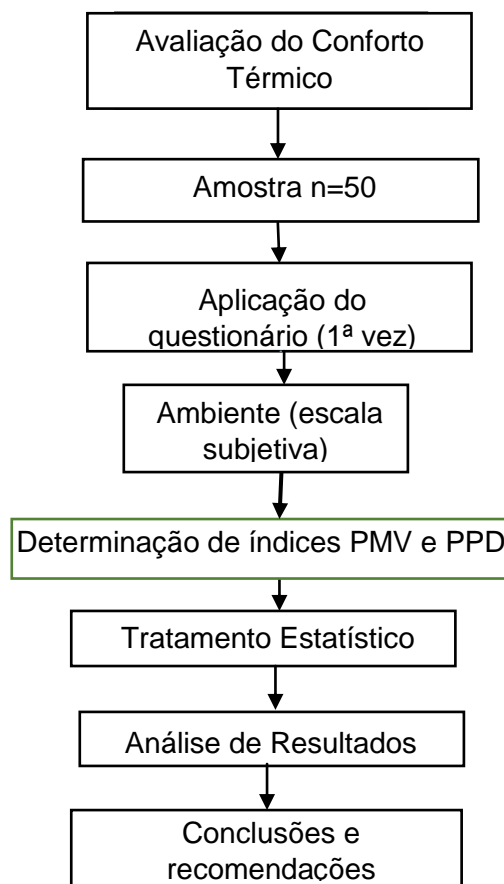 Avaliação do Conforto
Térmico
Amostra n=50
Aplicação do
questionário (1ª vez)
Ambiente (escala
subjetiva)
Determinação de índices PMV e PPD
Tratamento Estatístico
Análise de Resultados
Conclusões e
recomendações